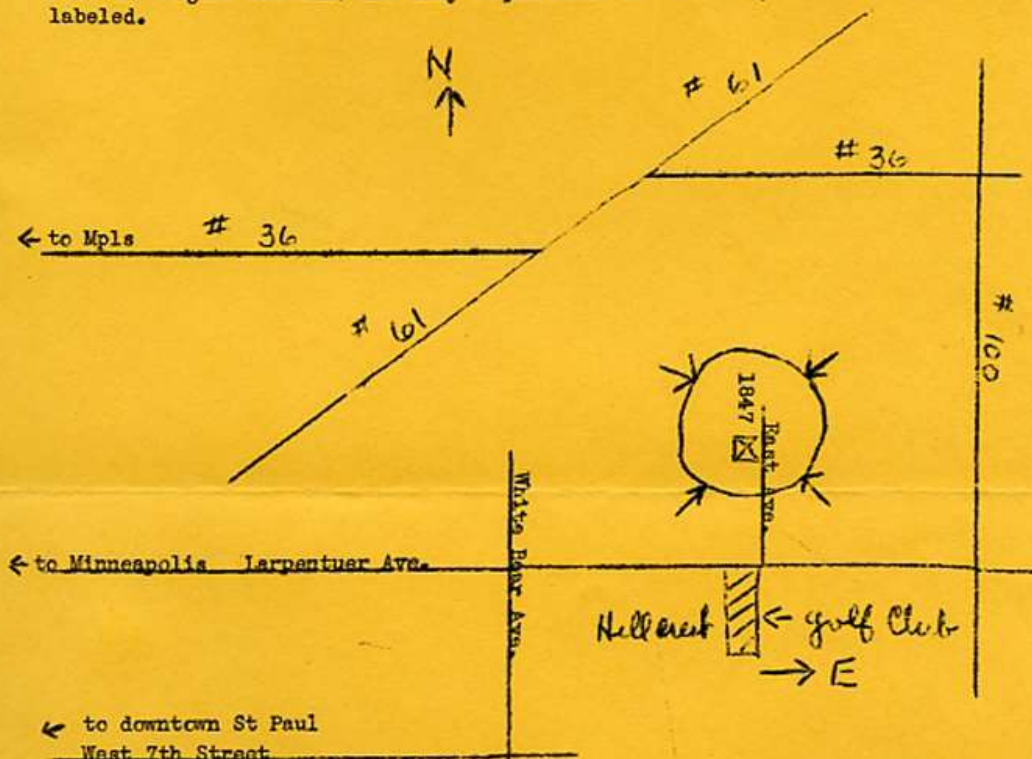 labeled.
N
# 61
# 36
← to Mpls # 36
# 61
# 100
1847
East Ave.
White Bear Ave.
← to Minneapolis Larpentuer Ave.
Hillcrest ← golf Club
→ E
← to downtown St Paul
West 7th Street